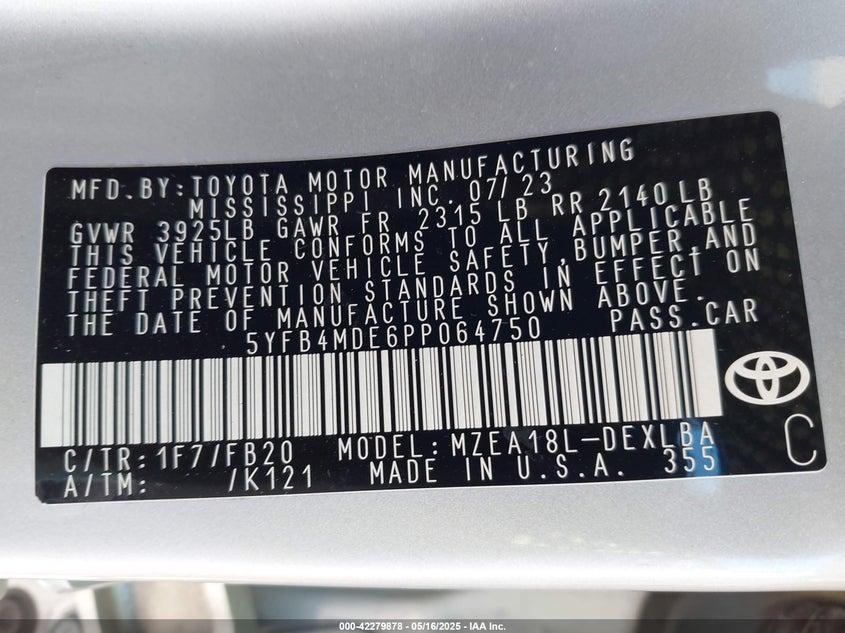 MFD.BY:TOYOTA MOTOR MANUFACTURING
MISSISSIPPI INC. 07/23
GVWR 3925LB GAWR FR 2315 LB RR 2140 LB
THIS VEHICLE CONFORMS TO ALL APPLICABLE
FEDERAL MOTOR VEHICLE SAFETY,BUMPER,AND
THEFT PREVENTION STANDARDS IN EFFECT ON
THE DATE OF MANUFACTURE SHOWN ABOVE.
5YFB4MDE6PP064750 PASS.CAR
C/TR:1F7/FB20 MODEL:MZEA18L-DEXLBA
A/TM: /K121 MADE IN U.S.A. 355
C
000-42279878 - 05/16/2025 - IAA Inc.